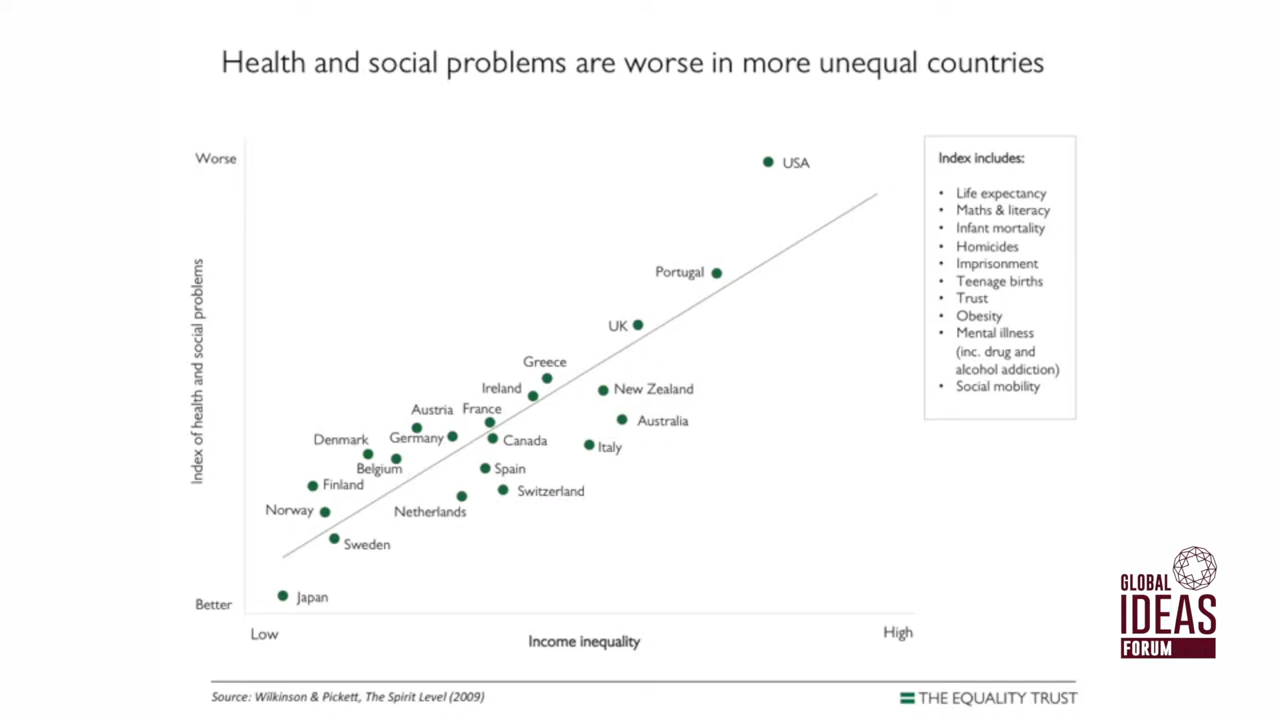 Health and social problems are worse in more unequal countries
Worse
Index of health and social problems
Better
USA
Portugal
UK
Greece
Ireland
New Zealand
Austria
France
Australia
Denmark
Germany
Canada
Italy
Belgium
Spain
Finland
Switzerland
Norway
Netherlands
Sweden
Japan
Low
Income inequality
High
Index includes:
• Life expectancy
• Maths & literacy
• Infant mortality
• Homicides
• Imprisonment
• Teenage births
• Trust
• Obesity
• Mental illness
(inc. drug and
alcohol addiction)
• Social mobility
GLOBAL
IDEAS
FORUM
Source: Wilkinson & Pickett, The Spirit Level (2009)
THE EQUALITY TRUST